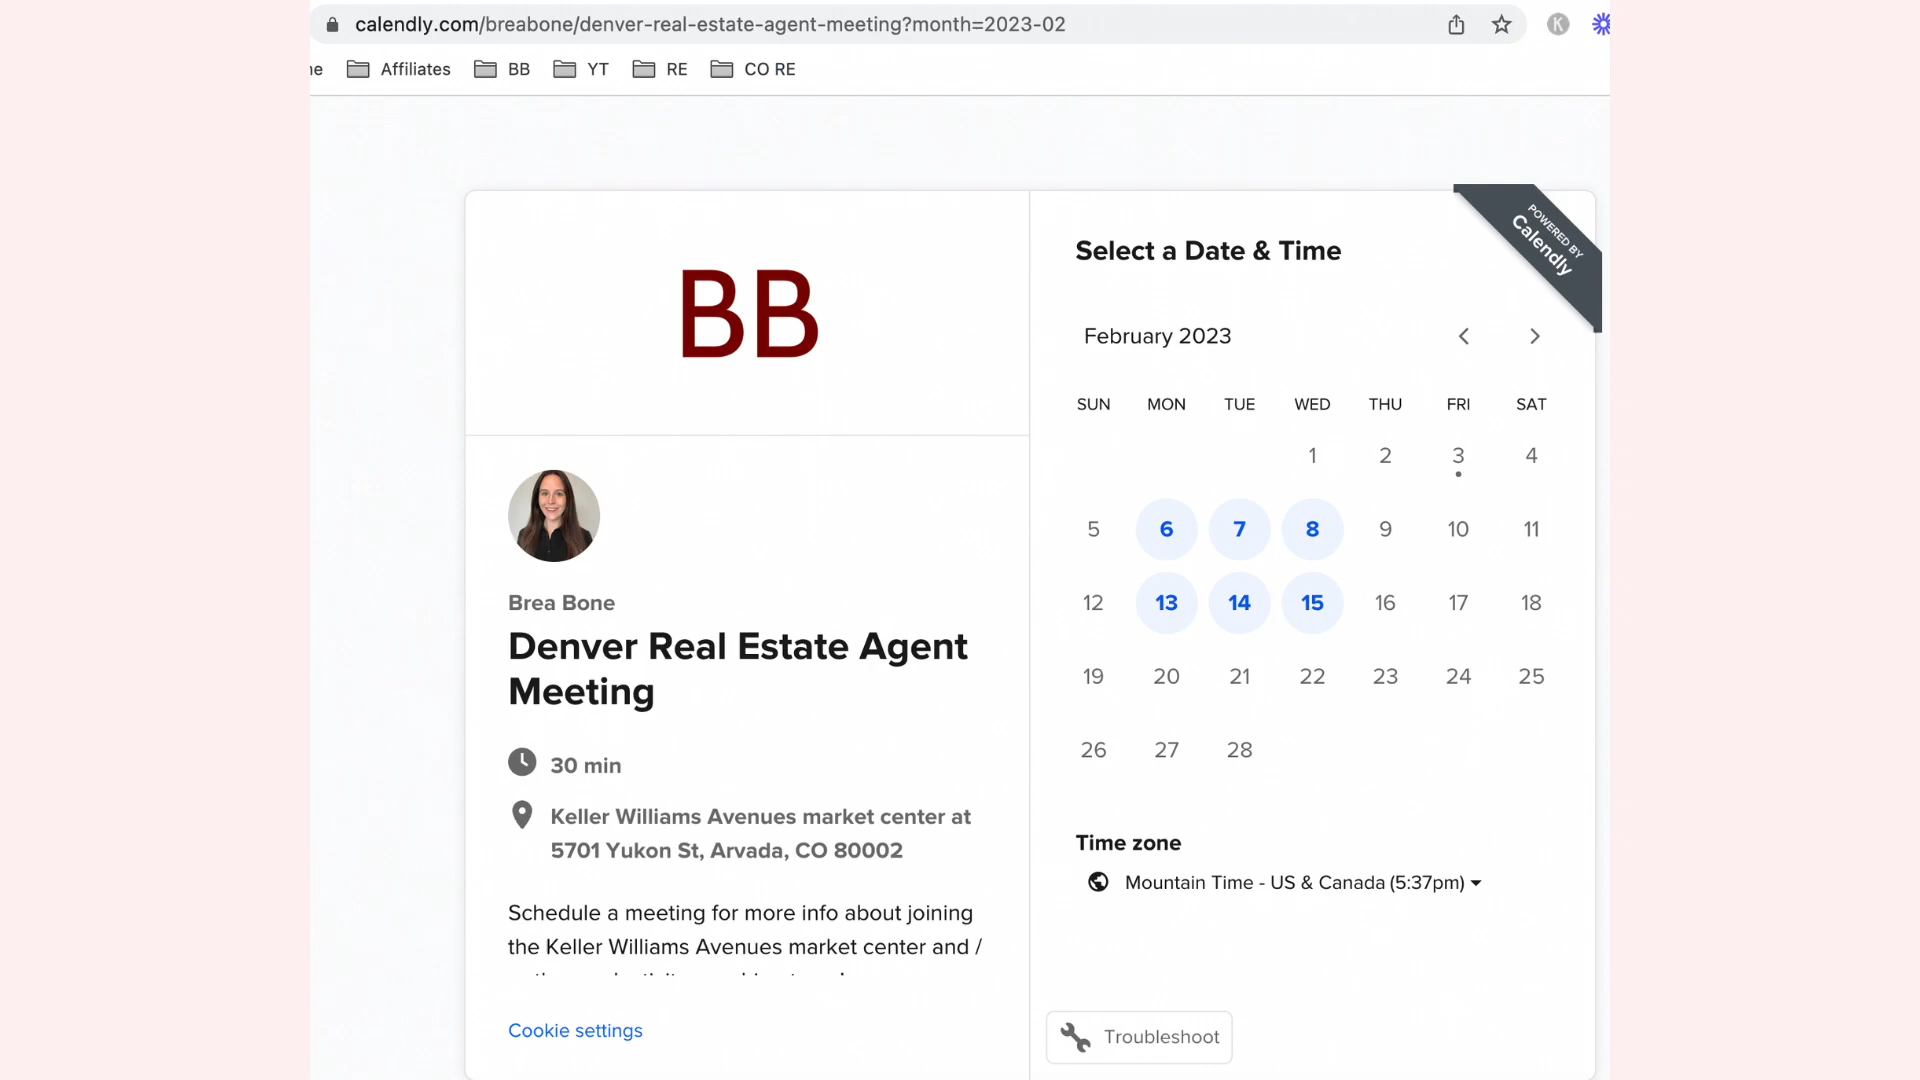 calendly.com/breabone/denver-real-estate-agent-meeting?month=2023-02
K
ne Affiliates BB YT RE CO RE
BB
Brea Bone
Denver Real Estate Agent
Meeting
30 min
Keller Williams Avenues market center at
5701 Yukon St, Arvada, CO 80002
Schedule a meeting for more info about joining
the Keller Williams Avenues market center and /
Cookie settings
POWERED BY
Calendly
Select a Date & Time
February 2023
SUN MON TUE WED THU FRI SAT
1 2 3 4
5 6 7 8 9 10 11
12 13 14 15 16 17 18
19 20 21 22 23 24 25
26 27 28
Time zone
Mountain Time - US & Canada (5:37pm)
Troubleshoot